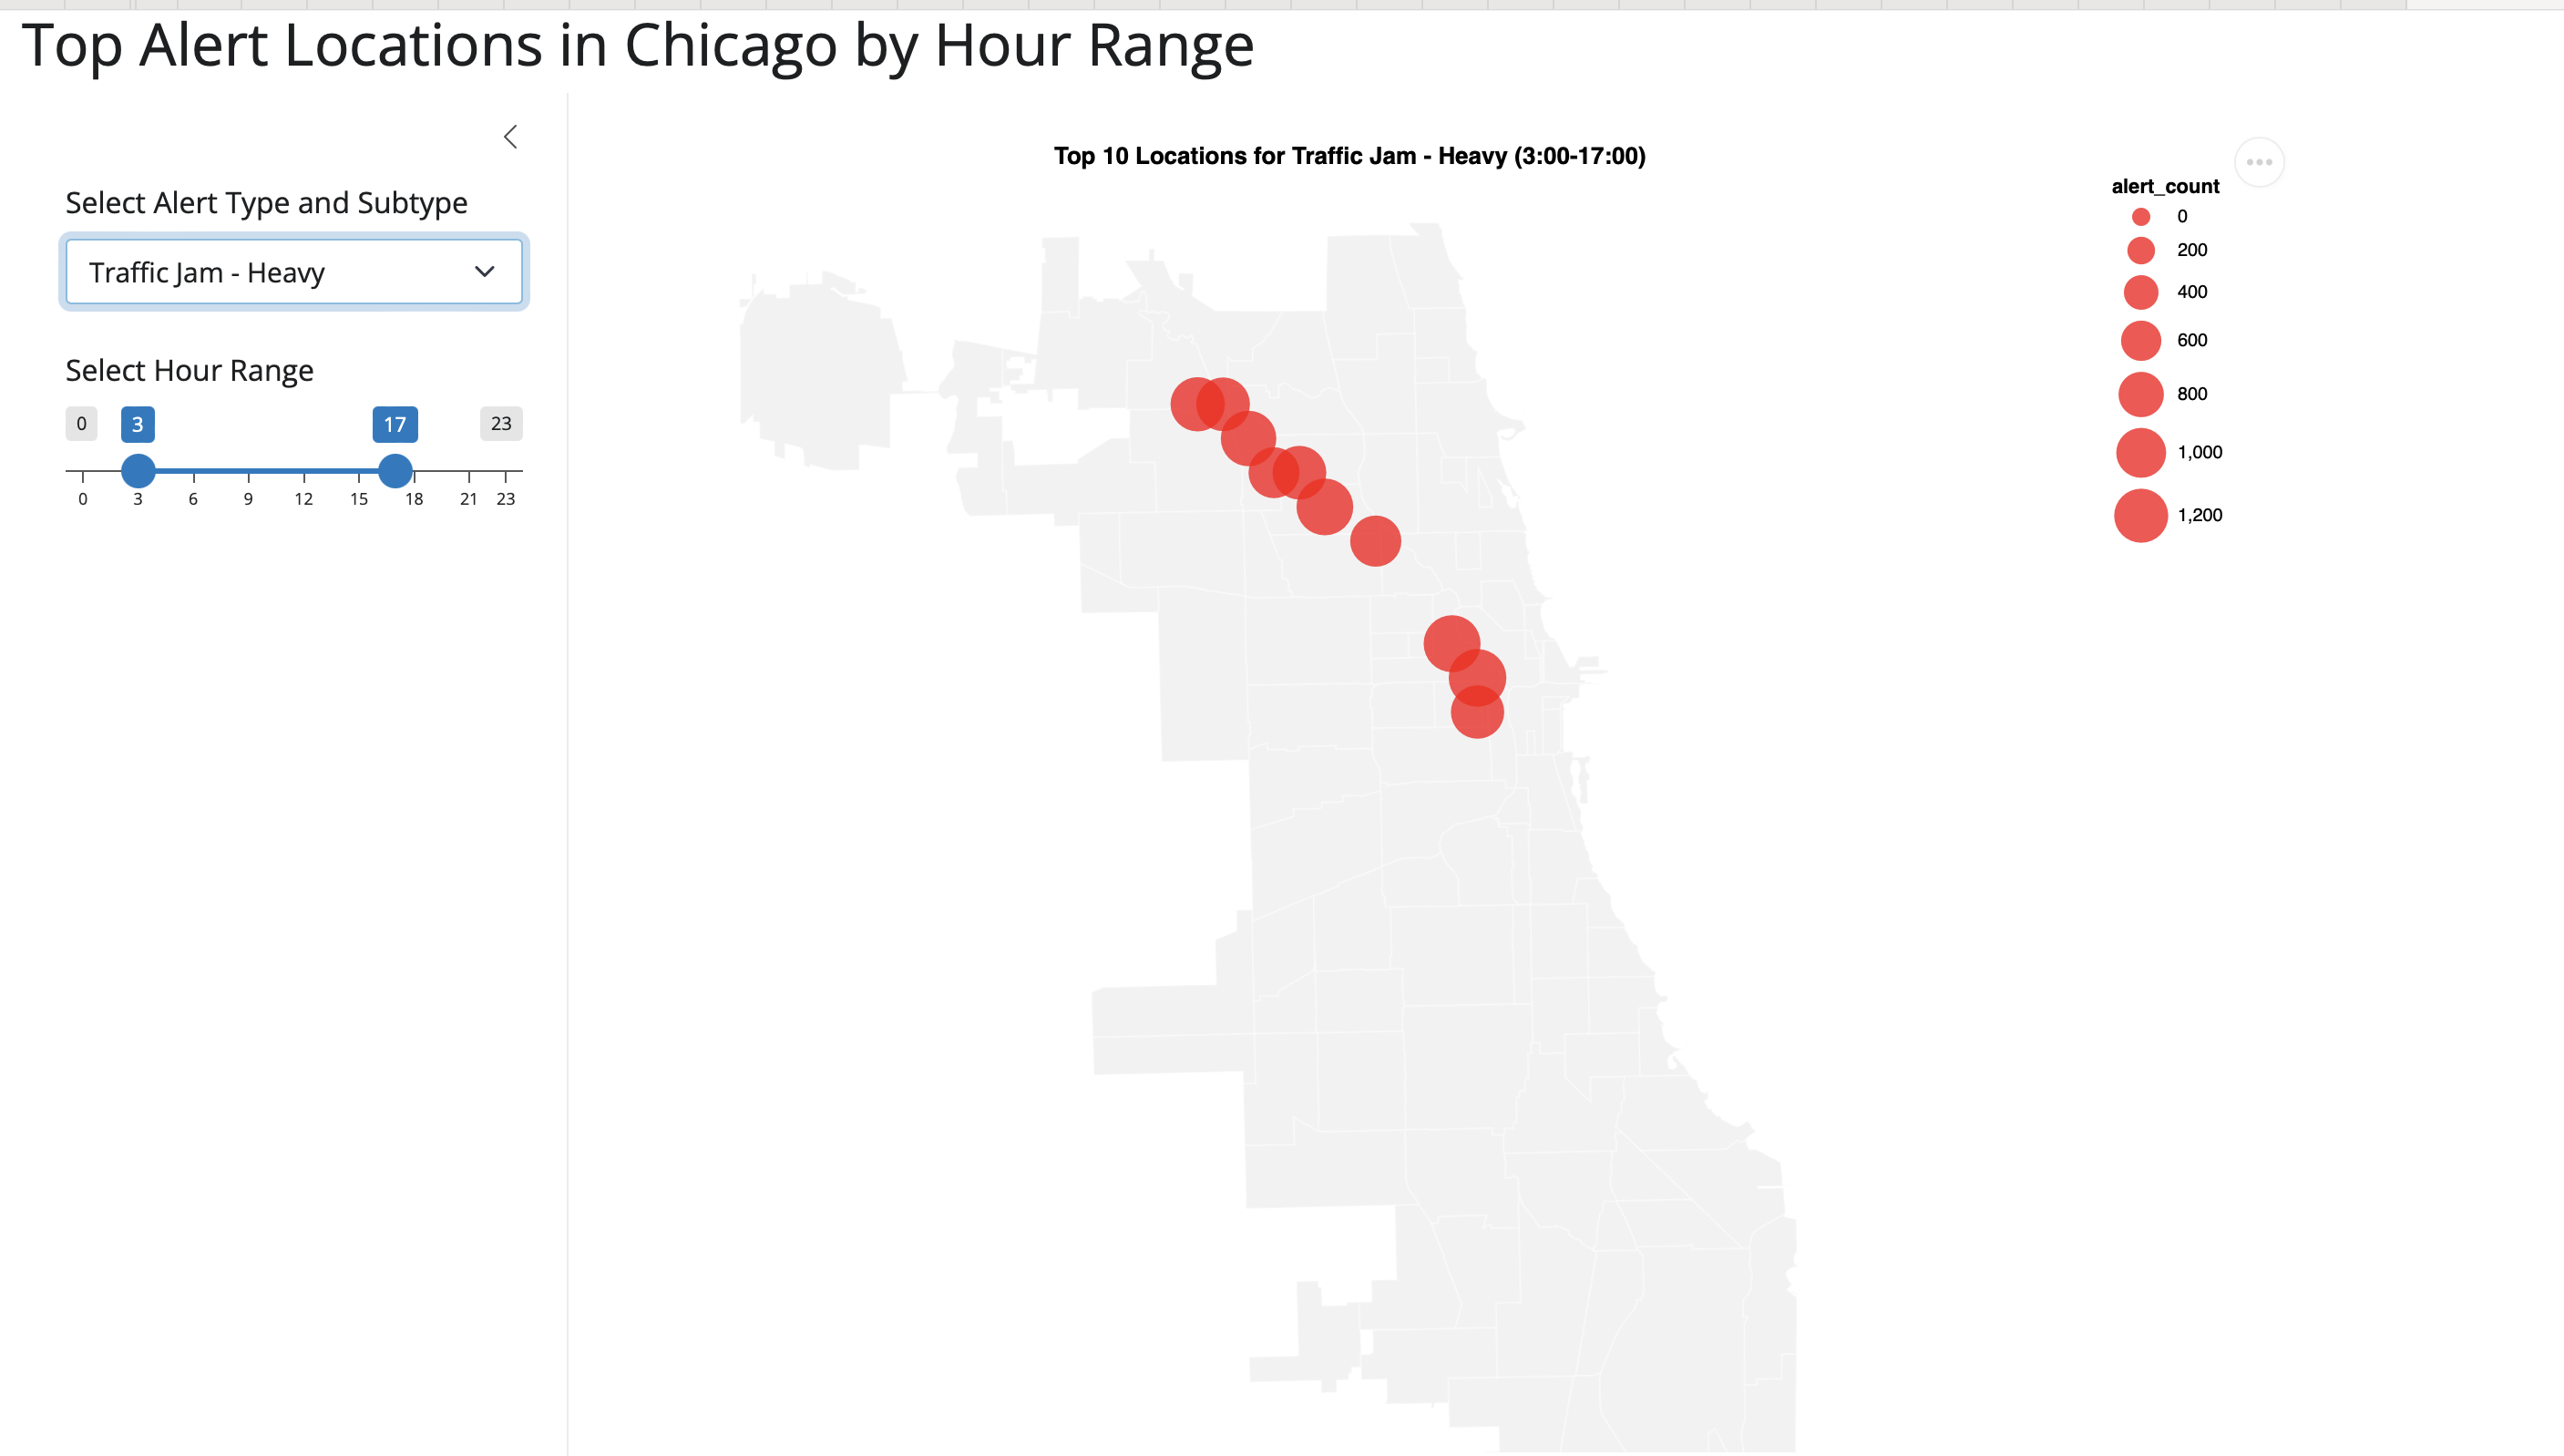 Top Alert Locations in Chicago by Hour Range
Select Alert Type and Subtype
Traffic Jam - Heavy
Select Hour Range
0 3 17 23
0 3 6 9 12 15 18 21 23
Top 10 Locations for Traffic Jam - Heavy (3:00-17:00)
alert_count
0
200
400
600
800
1,000
1,200